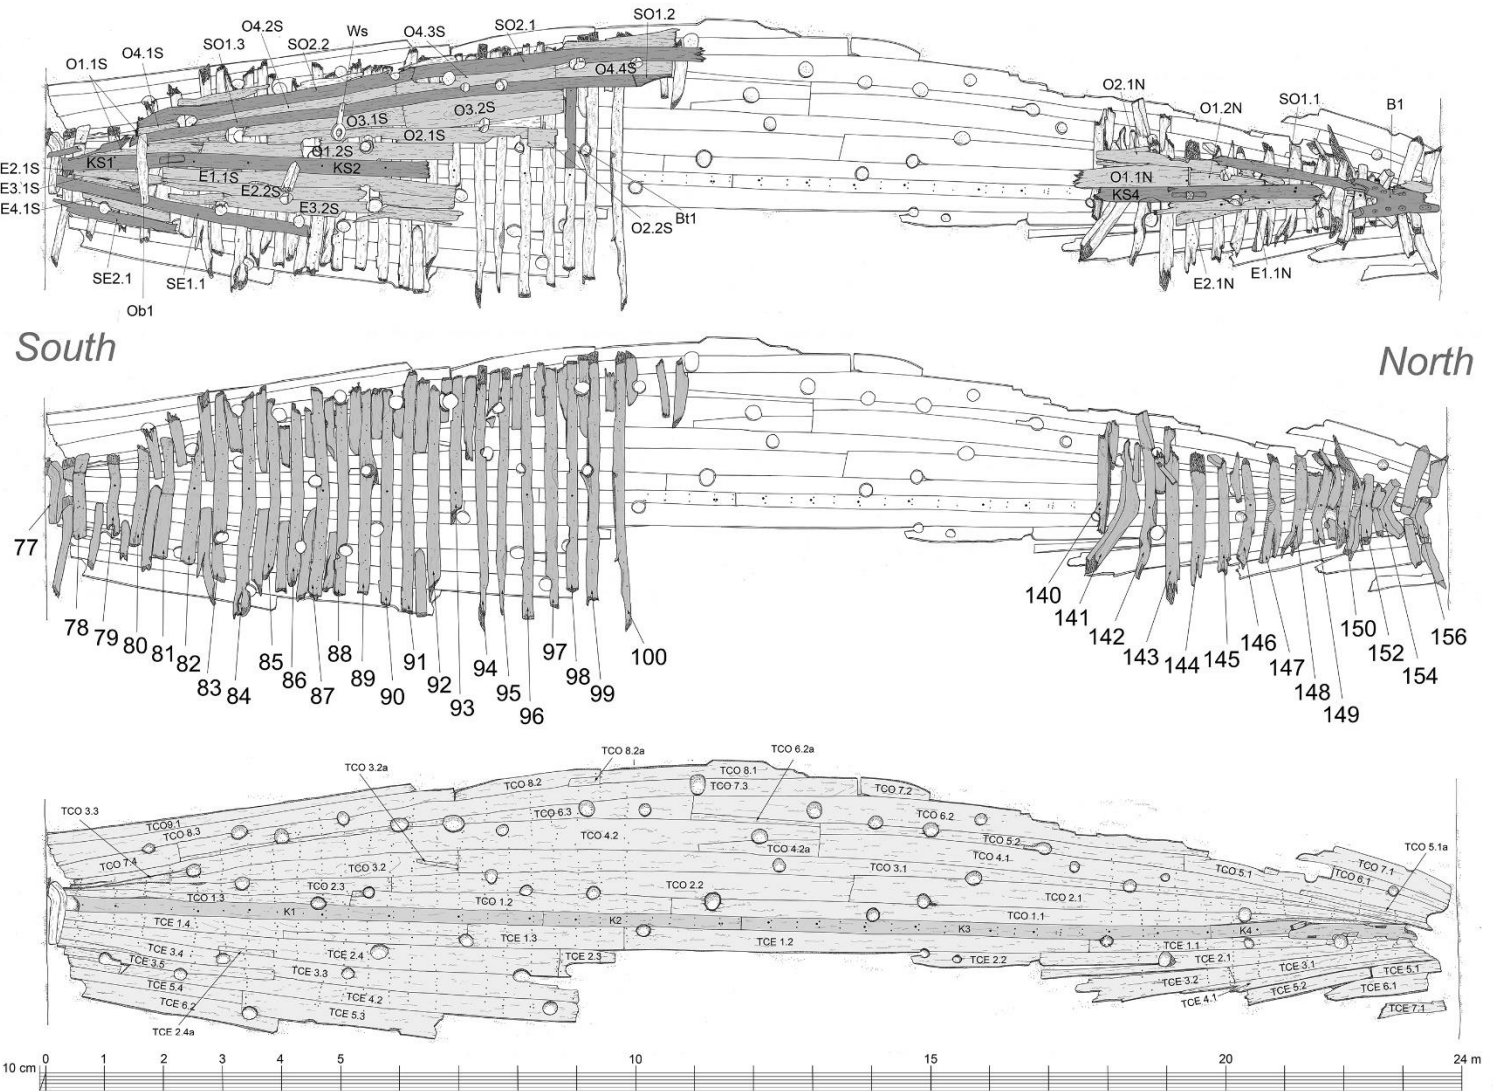 SO1.2
O4.3S
SO2.1
Ws
O4.2S
SO2.2
SO1.3
O4.1S
O1.1S
O4.4S
O3.2S
O3.1S
O2.1S
O1.2S
KS1
KS2
E2.1S
E3.1S
E4.1S
E1.1S
E2.2S
E3.2S
SE2.1
SE1.1
Ob1
O2.2S
Bt1
O2.1N
O1.2N
SO1.1
B1
O1.1N
KS4
E2.1N
E1.1N
South
North
77
78
79
80
81
82
83
84
85
86
87
88
89
90
91
92
93
94
95
96
97
98
99
100
140
141
142
143
144
145
146
147
148
149
150
152
154
156
TCO 8.2a
TCO 6.2a
TCO 3.2a
TCO 8.1
TCO 8.2
TCO 7.3
TCO 7.2
TCO 3.3
TCO9.1
TCO 8.3
TCO 6.3
TCO 6.2
TCO 7.4
TCO 4.2
TCO 4.2a
TCO 5.2
TCO 4.1
TCO 5.1
TCO 5.1a
TCO 7.1
TCO 6.1
TCO 3.2
TCO 3.1
TCO 2.3
TCO 2.2
TCO 2.1
TCO 1.3
TCO 1.2
TCO 1.1
K1
K2
K3
K4
TCE 1.4
TCE 1.3
TCE 1.2
TCE 1.1
TCE 3.4
TCE 2.4
TCE 2.3
TCE 2.2
TCE 2.1
TCE 3.5
TCE 3.3
TCE 3.2
TCE 3.1
TCE 5.4
TCE 4.2
TCE 4.1
TCE 5.2
TCE 5.1
TCE 6.2
TCE 5.3
TCE 6.1
TCE 7.1
TCE 2.4a
0 1 2 3 4 5 10 15 20 24 m
10 cm